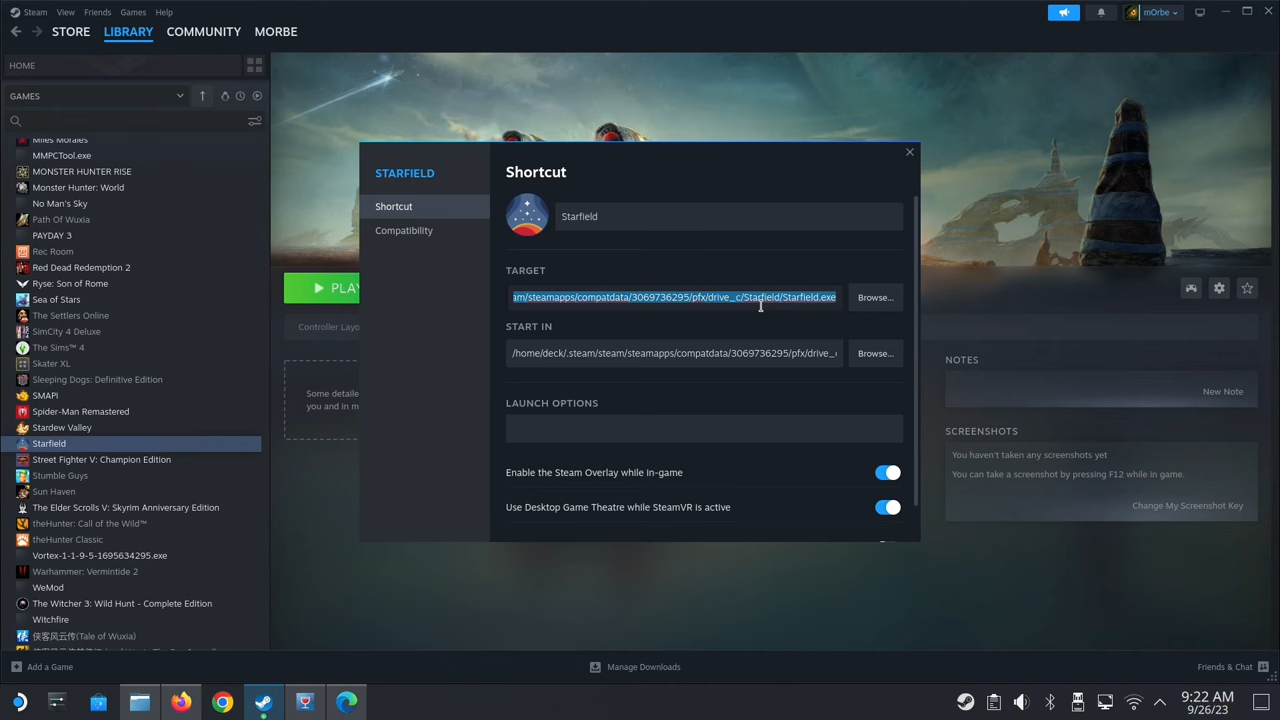 Steam View Friends Games Help
mOrbe
STORE LIBRARY COMMUNITY MORBE
HOME
GAMES
Miles Morales
MMPCTool.exe
MONSTER HUNTER RISE
Monster Hunter: World
No Man's Sky
Path Of Wuxia
PAYDAY 3
Rec Room
Red Dead Redemption 2
Ryse: Son of Rome
Sea of Stars
The Settlers Online
SimCity 4 Deluxe
The Sims™ 4
Skater XL
Sleeping Dogs: Definitive Edition
SMAPI
Spider-Man Remastered
Stardew Valley
Starfield
Street Fighter V: Champion Edition
Stumble Guys
Sun Haven
The Elder Scrolls V: Skyrim Anniversary Edition
theHunter: Call of the Wild™
theHunter Classic
Vortex-1-1-9-5-1695634295.exe
Warhammer: Vermintide 2
WeMod
The Witcher 3: Wild Hunt - Complete Edition
Witchfire
侠客风云传(Tale of Wuxia)
PLAY
Controller Layo
Some detaile
you and in m
STARFIELD
Shortcut
Compatibility
Shortcut
Starfield
TARGET
am/steamapps/compatdata/3069736295/pfx/drive_c/Starfield/Starfield.exe
Browse...
START IN
/home/deck/.steam/steam/steamapps/compatdata/3069736295/pfx/drive_
Browse...
LAUNCH OPTIONS
Enable the Steam Overlay while In-game
Use Desktop Game Theatre while SteamVR is active
NOTES
New Note
SCREENSHOTS
You haven't taken any screenshots yet
You can take a screenshot by pressing F12 while in game.
Change My Screenshot Key
Add a Game
Manage Downloads
Friends & Chat
9:22 AM
9/26/23